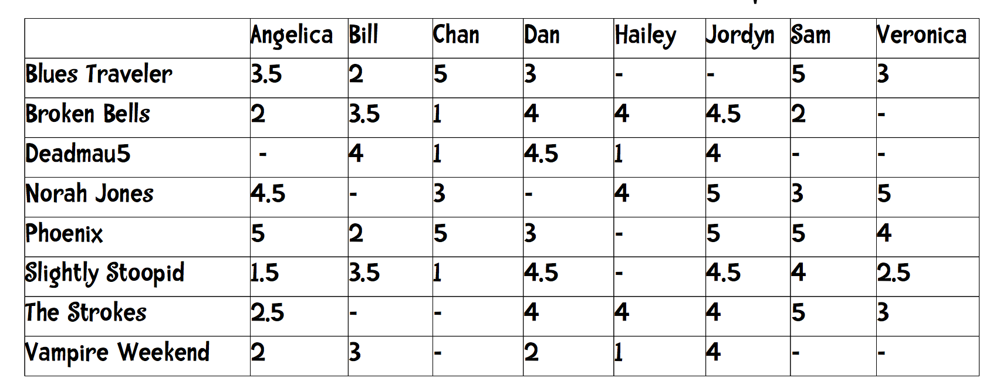 Angelica Bill Chan Dan Hailey Jordyn Sam Veronica
Blues Traveler 3.5 2 5 3 - - 5 3
Broken Bells 2 3.5 1 4 4 4.5 2 -
Deadmau5 - 4 1 4.5 1 4 - -
Norah Jones 4.5 - 3 - 4 5 3 5
Phoenix 5 2 5 3 - 5 5 4
Slightly Stoopid 1.5 3.5 1 4.5 - 4.5 4 2.5
The Strokes 2.5 - - 4 4 4 5 3
Vampire Weekend 2 3 - 2 1 4 - -